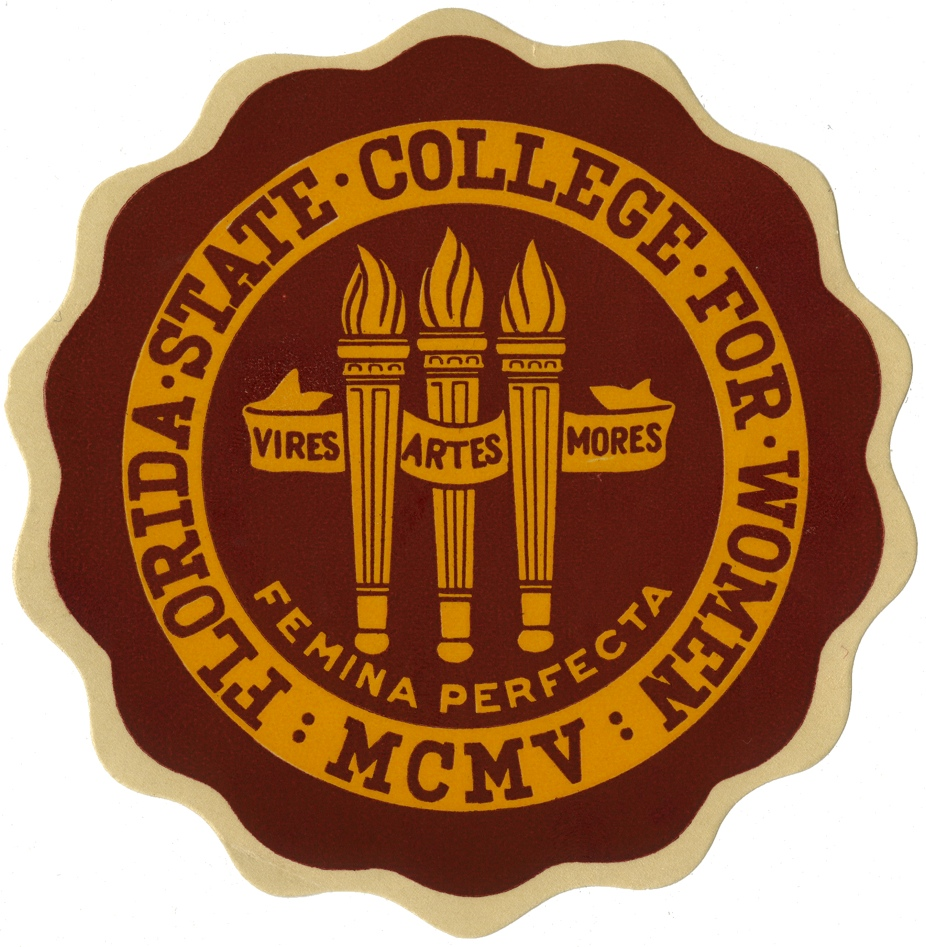 FLORIDA·STATE·COLLEGE·FOR·WOMEN
: MCMV :
VIRES ARTES MORES
FEMINA PERFECTA